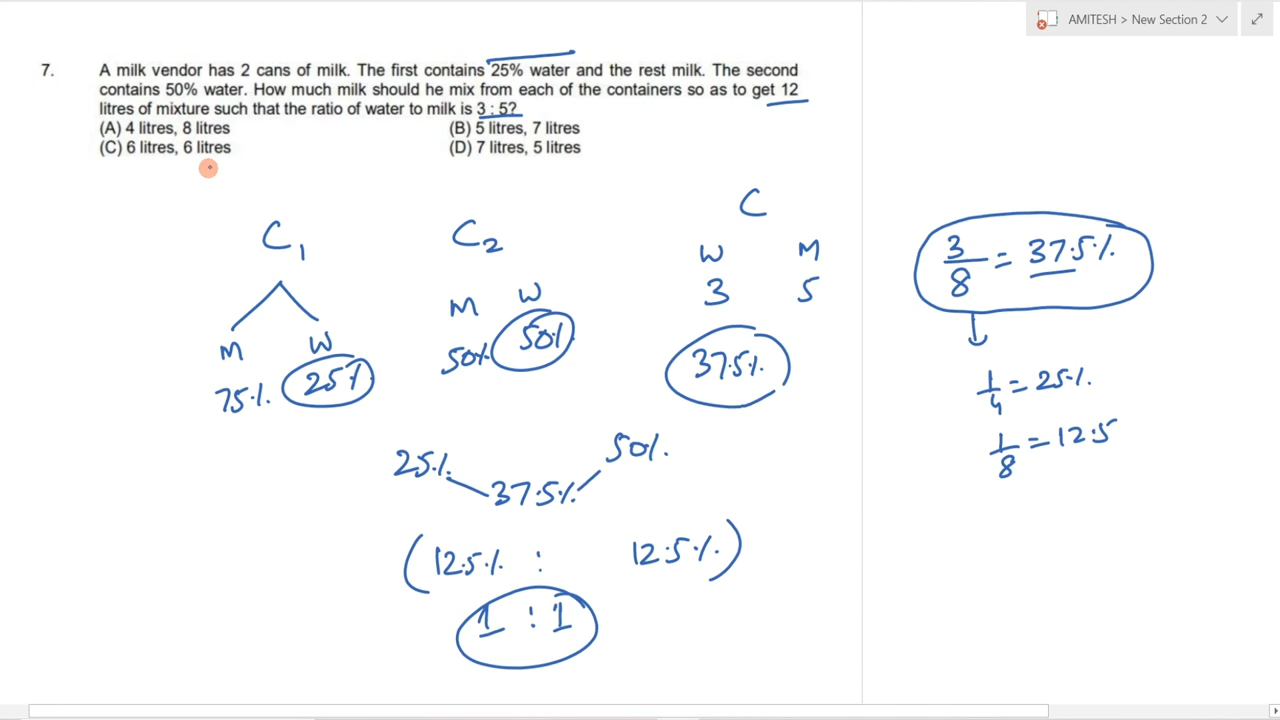 AMITESH > New Section 2
7. A milk vendor has 2 cans of milk. The first contains 25% water and the rest milk. The second
contains 50% water. How much milk should he mix from each of the containers so as to get 12
litres of mixture such that the ratio of water to milk is 3 : 5?
(A) 4 litres, 8 litres (B) 5 litres, 7 litres
(C) 6 litres, 6 litres (D) 7 litres, 5 litres
C1 C2 C
M W M W W M
75% 25% 50% 50% 3 5
37.5%
25% 50%
37.5%
(12.5% : 12.5%)
1 : 1
3/8 = 37.5%
1/4 = 25%
1/8 = 12.5